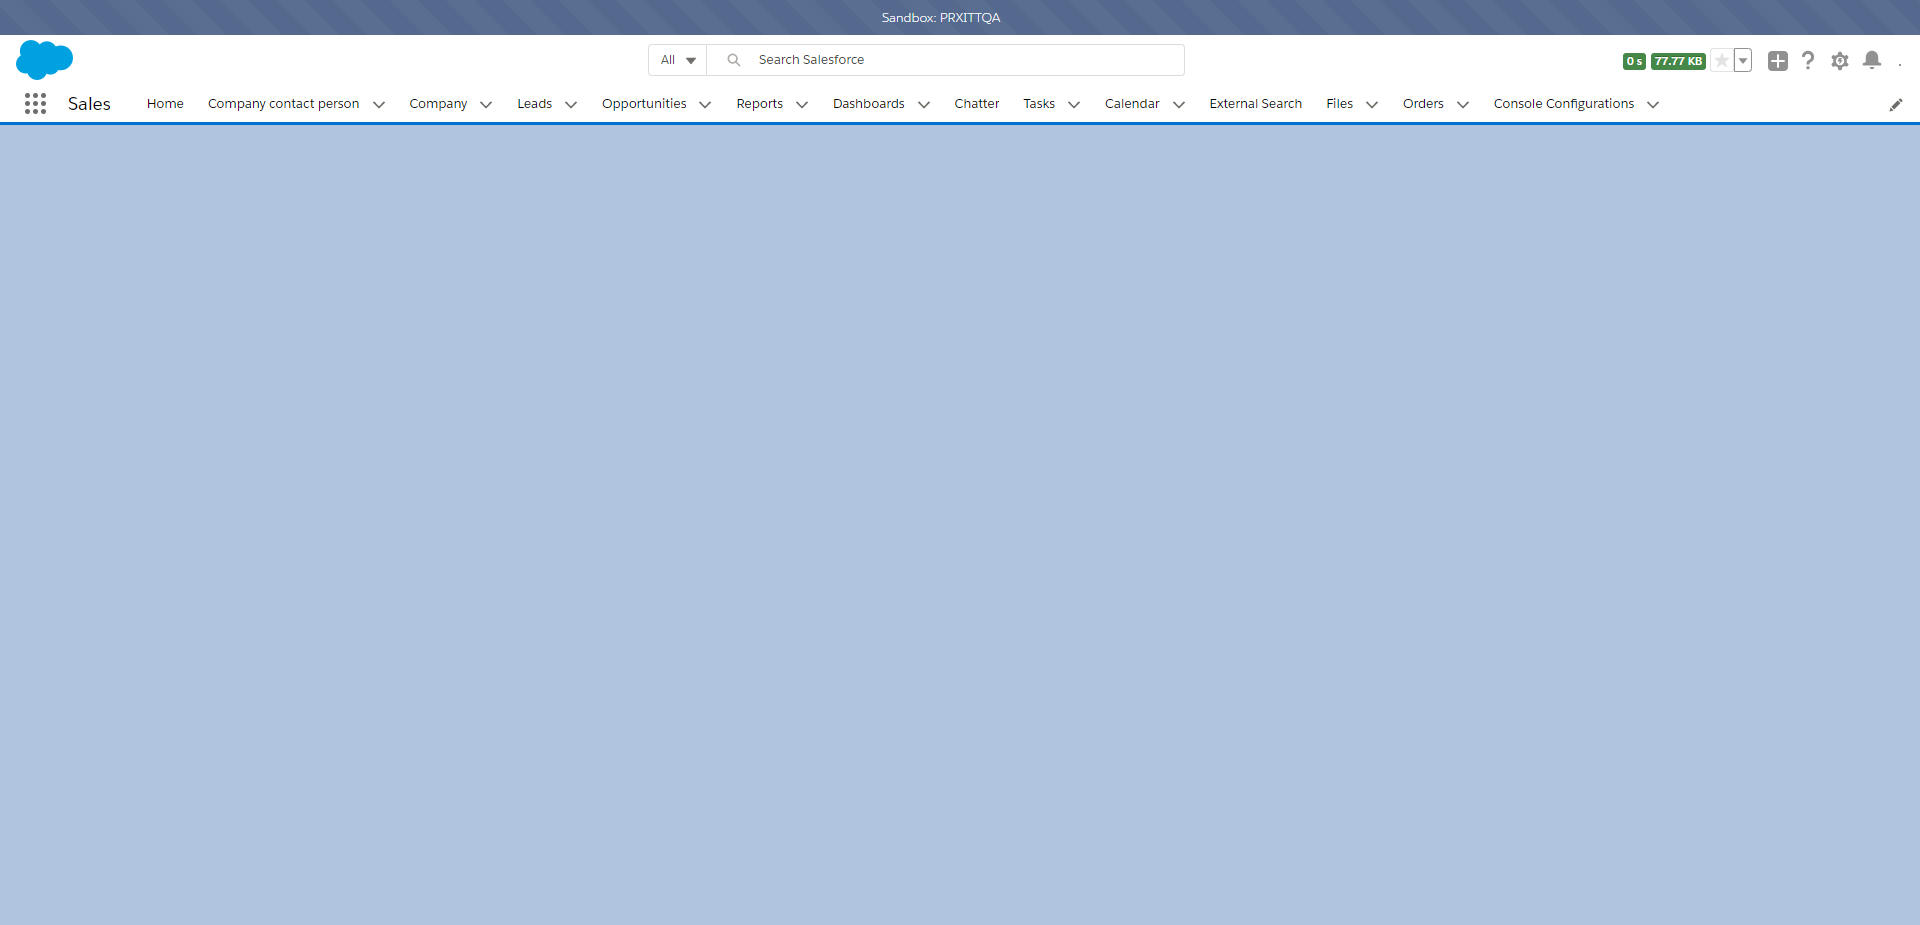 Sandbox: PRXITTQA
All Search Salesforce 0 s 77.77 KB
Sales Home Company contact person Company Leads Opportunities Reports Dashboards Chatter Tasks Calendar External Search Files Orders Console Configurations